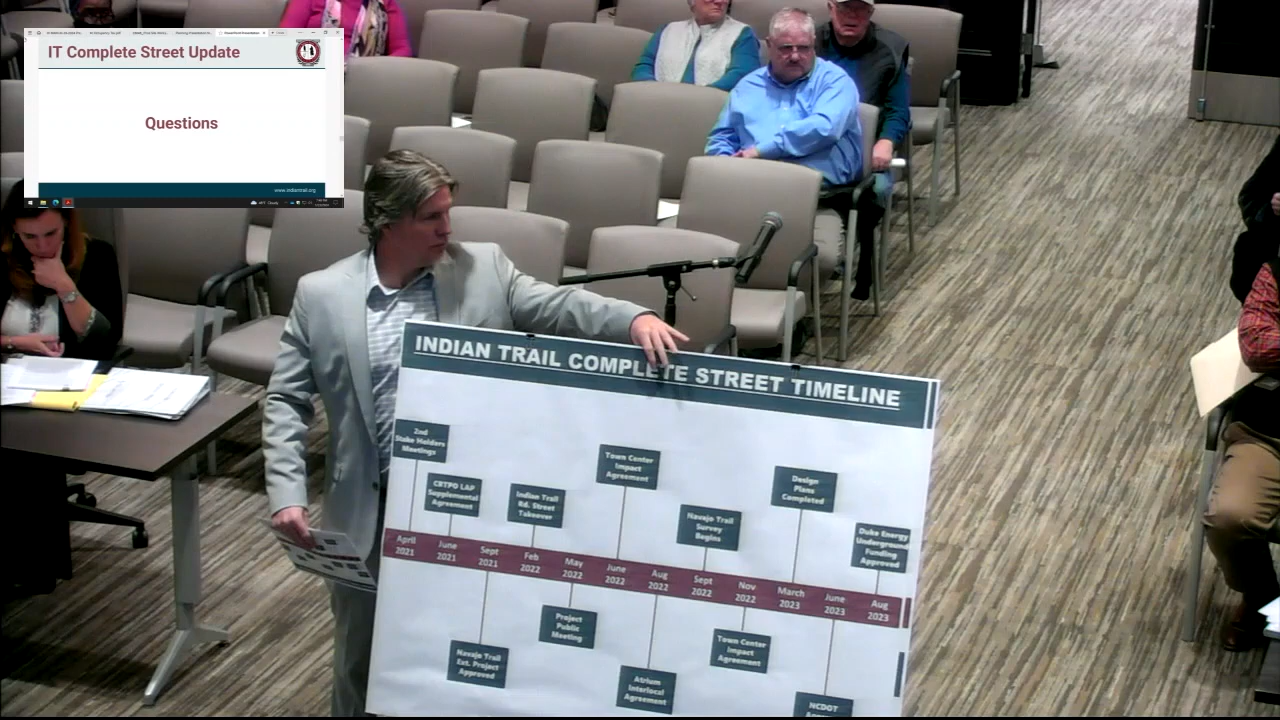 IT Complete Street Update
Questions
www.indiantrail.org
INDIAN TRAIL COMPLETE STREET TIMELINE
2nd
Stake Holders
Meetings
CRTPO LAP
Supplemental
Agreement
Indian Trail
Rd. Street
Takeover
Town Center
Impact
Agreement
Navajo Trail
Survey
Begins
Design
Plans
Completed
Duke Energy
Underground
Funding
Approved
April
2021
June
2021
Sept
2021
Feb
2022
May
2022
June
2022
Aug
2022
Sept
2022
Nov
2022
March
2023
June
2023
Aug
2023
Navajo Trail
Ext. Project
Approved
Project
Public
Meeting
Atrium
Interlocal
Agreement
Town Center
Impact
Agreement
NCDOT